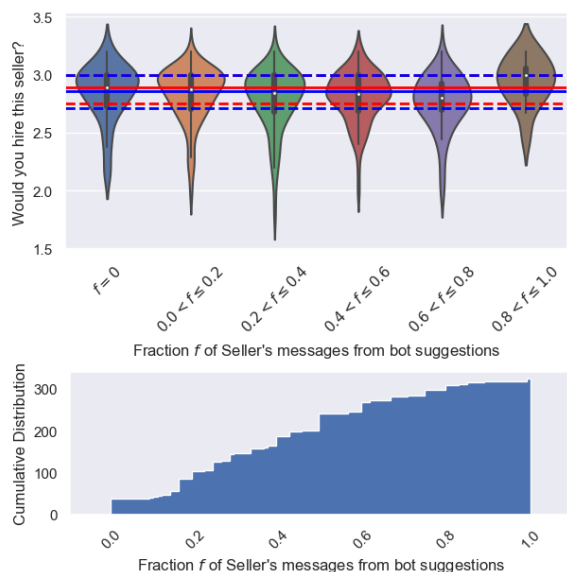 Would you hire this seller?
3.5
3.0
2.5
2.0
1.5
f = 0
0.0 < f ≤ 0.2
0.2 < f ≤ 0.4
0.4 < f ≤ 0.6
0.6 < f ≤ 0.8
0.8 < f ≤ 1.0
Fraction f of Seller's messages from bot suggestions
Cumulative Distribution
300
200
100
0
0.0
0.2
0.4
0.6
0.8
1.0
Fraction f of Seller's messages from bot suggestions